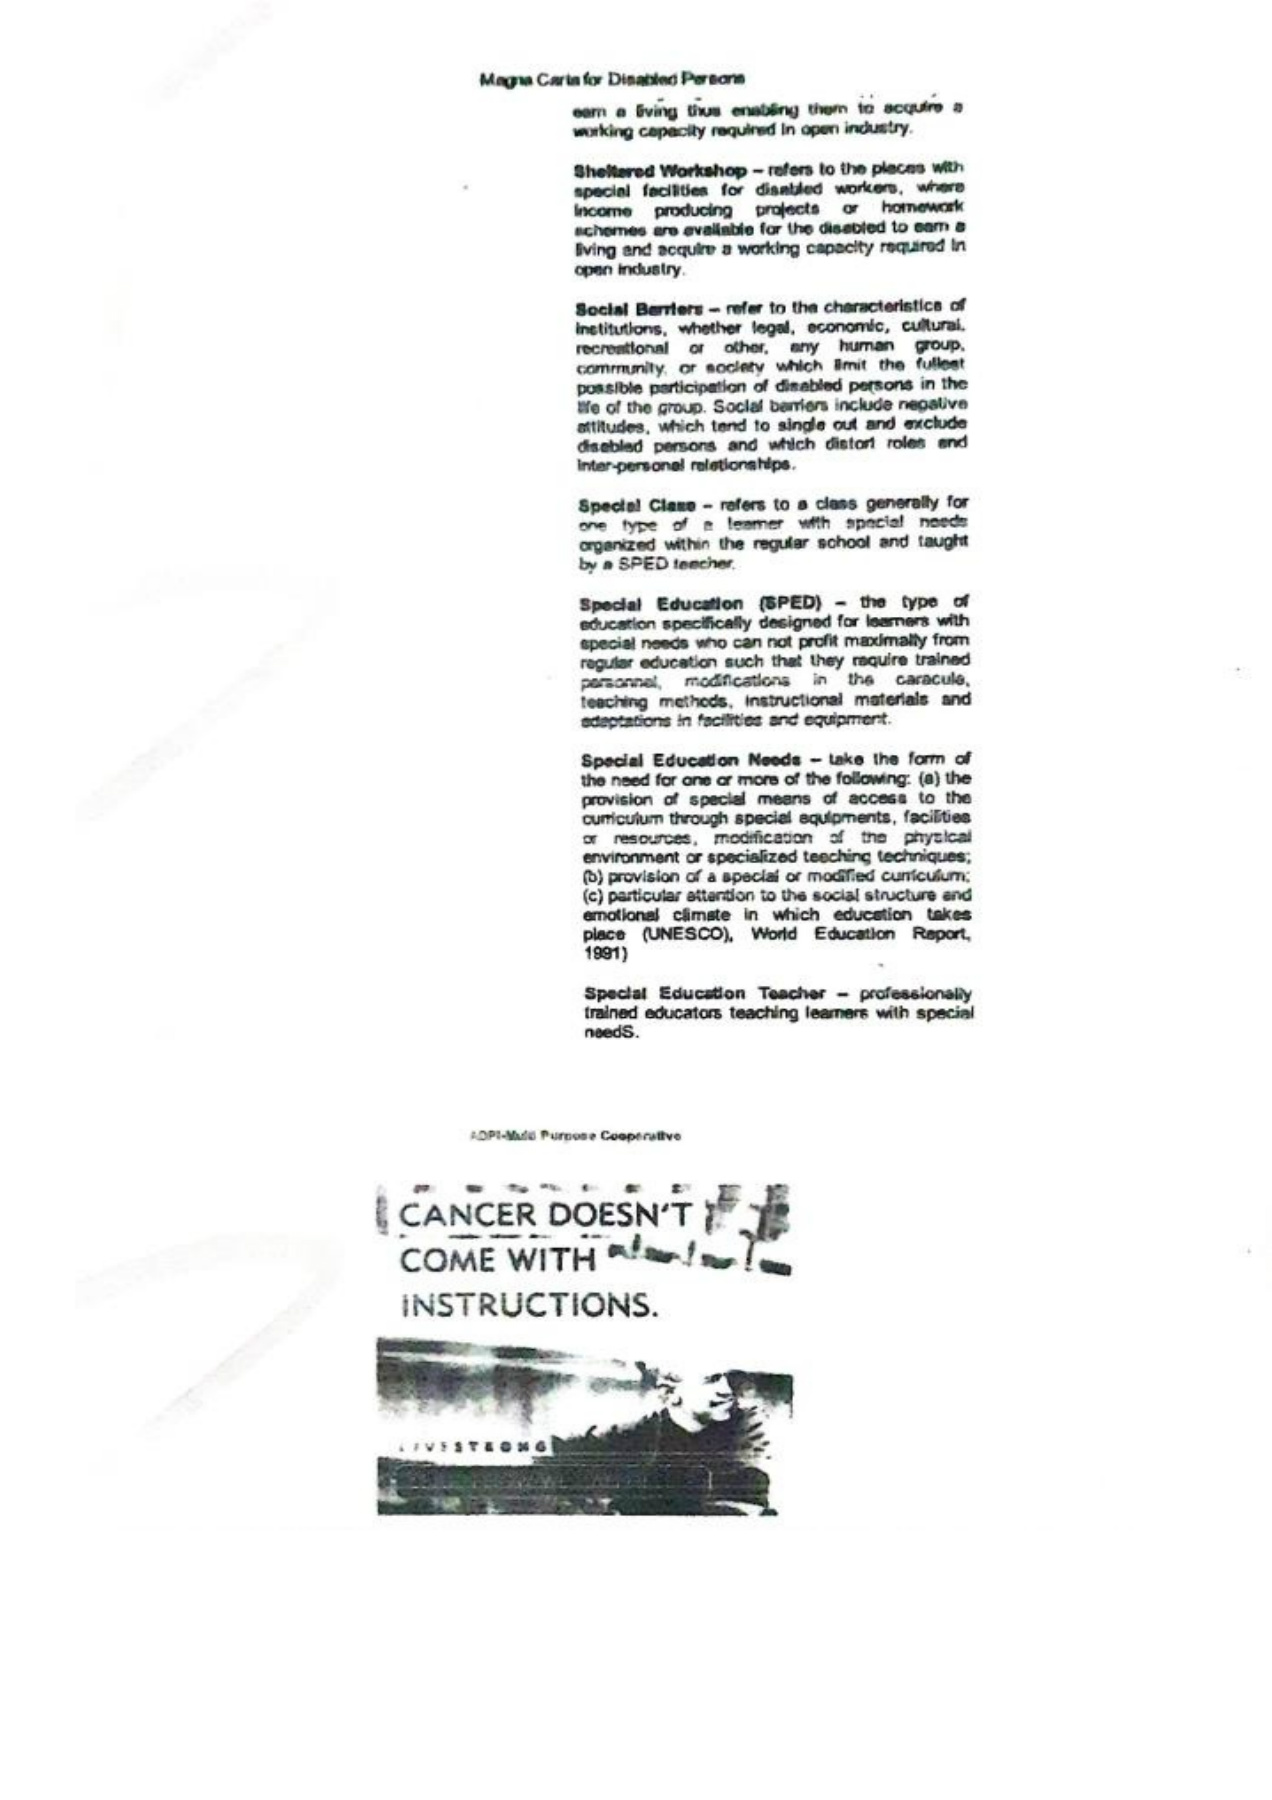 Magna Carta for Disabled Persons
earn a living thus enabling them to acquire a
working capacity required in open industry.
Sheltered Workshop – refers to the places with
special facilities for disabled workers, where
income producing projects or homework
schemes are available for the disabled to earn a
living and acquire a working capacity required in
open industry.
Social Barriers – refer to the characteristics of
institutions, whether legal, economic, cultural,
recreational or other, any human group,
community, or society which limit the fullest
possible participation of disabled persons in the
life of the group. Social barriers include negative
attitudes, which tend to single out and exclude
disabled persons and which distort roles and
inter-personal relationships.
Special Class – refers to a class generally for
one type of a learner with special needs
organized within the regular school and taught
by a SPED teacher.
Special Education (SPED) – the type of
education specifically designed for learners with
special needs who can not profit maximally from
regular education such that they require trained
personnel, modifications in the caracula,
teaching methods, instructional materials and
adaptations in facilities and equipment.
Special Education Needs – take the form of
the need for one or more of the following: (a) the
provision of special means of access to the
curriculum through special equipments, facilities
or resources, modification of the physical
environment or specialized teaching techniques;
(b) provision of a special or modified curriculum;
(c) particular attention to the social structure and
emotional climate in which education takes
place (UNESCO), World Education Report,
1991)
Special Education Teacher – professionally
trained educators teaching learners with special
needS.
ADPI-Multi Purpose Cooperative
CANCER DOESN'T
COME WITH
INSTRUCTIONS.
LIVESTRONG